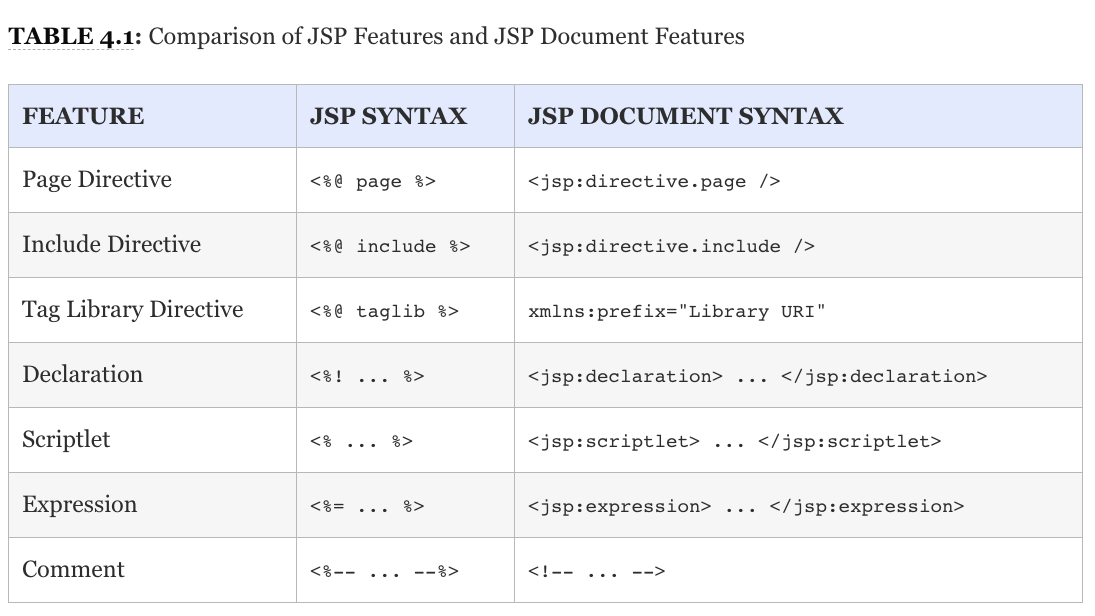 TABLE 4.1: Comparison of JSP Features and JSP Document Features
FEATURE JSP SYNTAX JSP DOCUMENT SYNTAX
Page Directive <%@ page %> <jsp:directive.page />
Include Directive <%@ include %> <jsp:directive.include />
Tag Library Directive <%@ taglib %> xmlns:prefix="Library URI"
Declaration <%! ... %> <jsp:declaration> ... </jsp:declaration>
Scriptlet <% ... %> <jsp:scriptlet> ... </jsp:scriptlet>
Expression <%= ... %> <jsp:expression> ... </jsp:expression>
Comment <%-- ... --%> <!-- ... -->